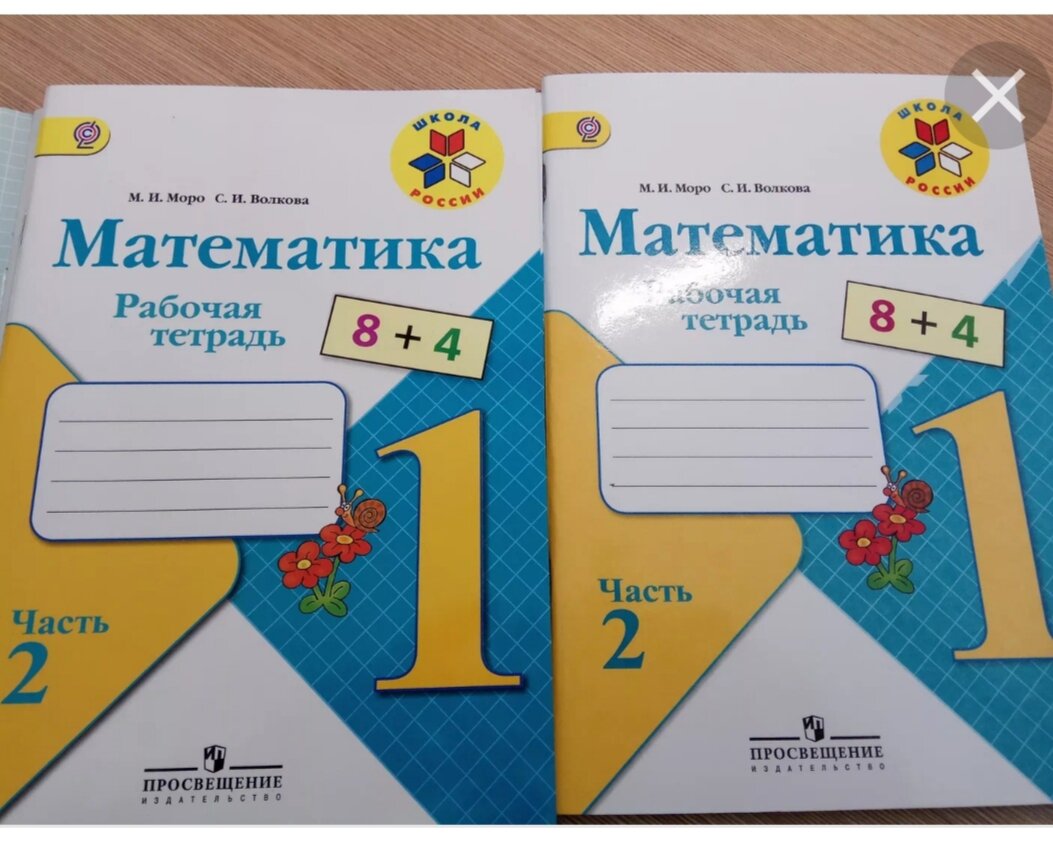 ШКОЛА
РОССИИ
М. И. Моро С. И. Волкова
Математика
Рабочая
тетрадь
8 + 4
1
Часть
2
ПРОСВЕЩЕНИЕ
ИЗДАТЕЛЬСТВО
ШКОЛА
РОССИИ
М. И. Моро С. И. Волкова
Математика
Рабочая
тетрадь
8 + 4
1
Часть
2
ПРОСВЕЩЕНИЕ
ИЗДАТЕЛЬСТВО